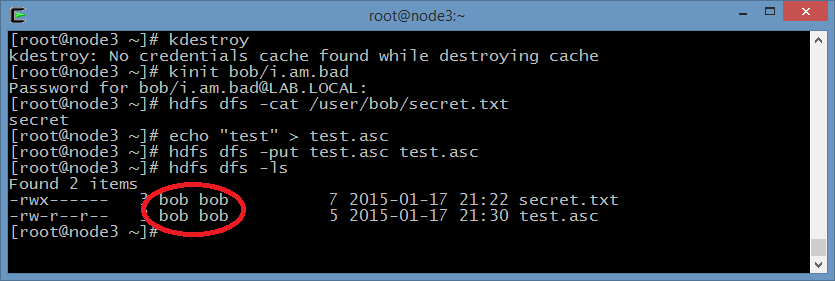 root@node3:~
[root@node3 ~]# kdestroy
kdestroy: No credentials cache found while destroying cache
[root@node3 ~]# kinit bob/i.am.bad
Password for bob/i.am.bad@LAB.LOCAL:
[root@node3 ~]# hdfs dfs -cat /user/bob/secret.txt
secret
[root@node3 ~]# echo "test" > test.asc
[root@node3 ~]# hdfs dfs -put test.asc test.asc
[root@node3 ~]# hdfs dfs -ls
Found 2 items
-rwx------ bob bob 7 2015-01-17 21:22 secret.txt
-rw-r--r-- bob bob 5 2015-01-17 21:30 test.asc
[root@node3 ~]#